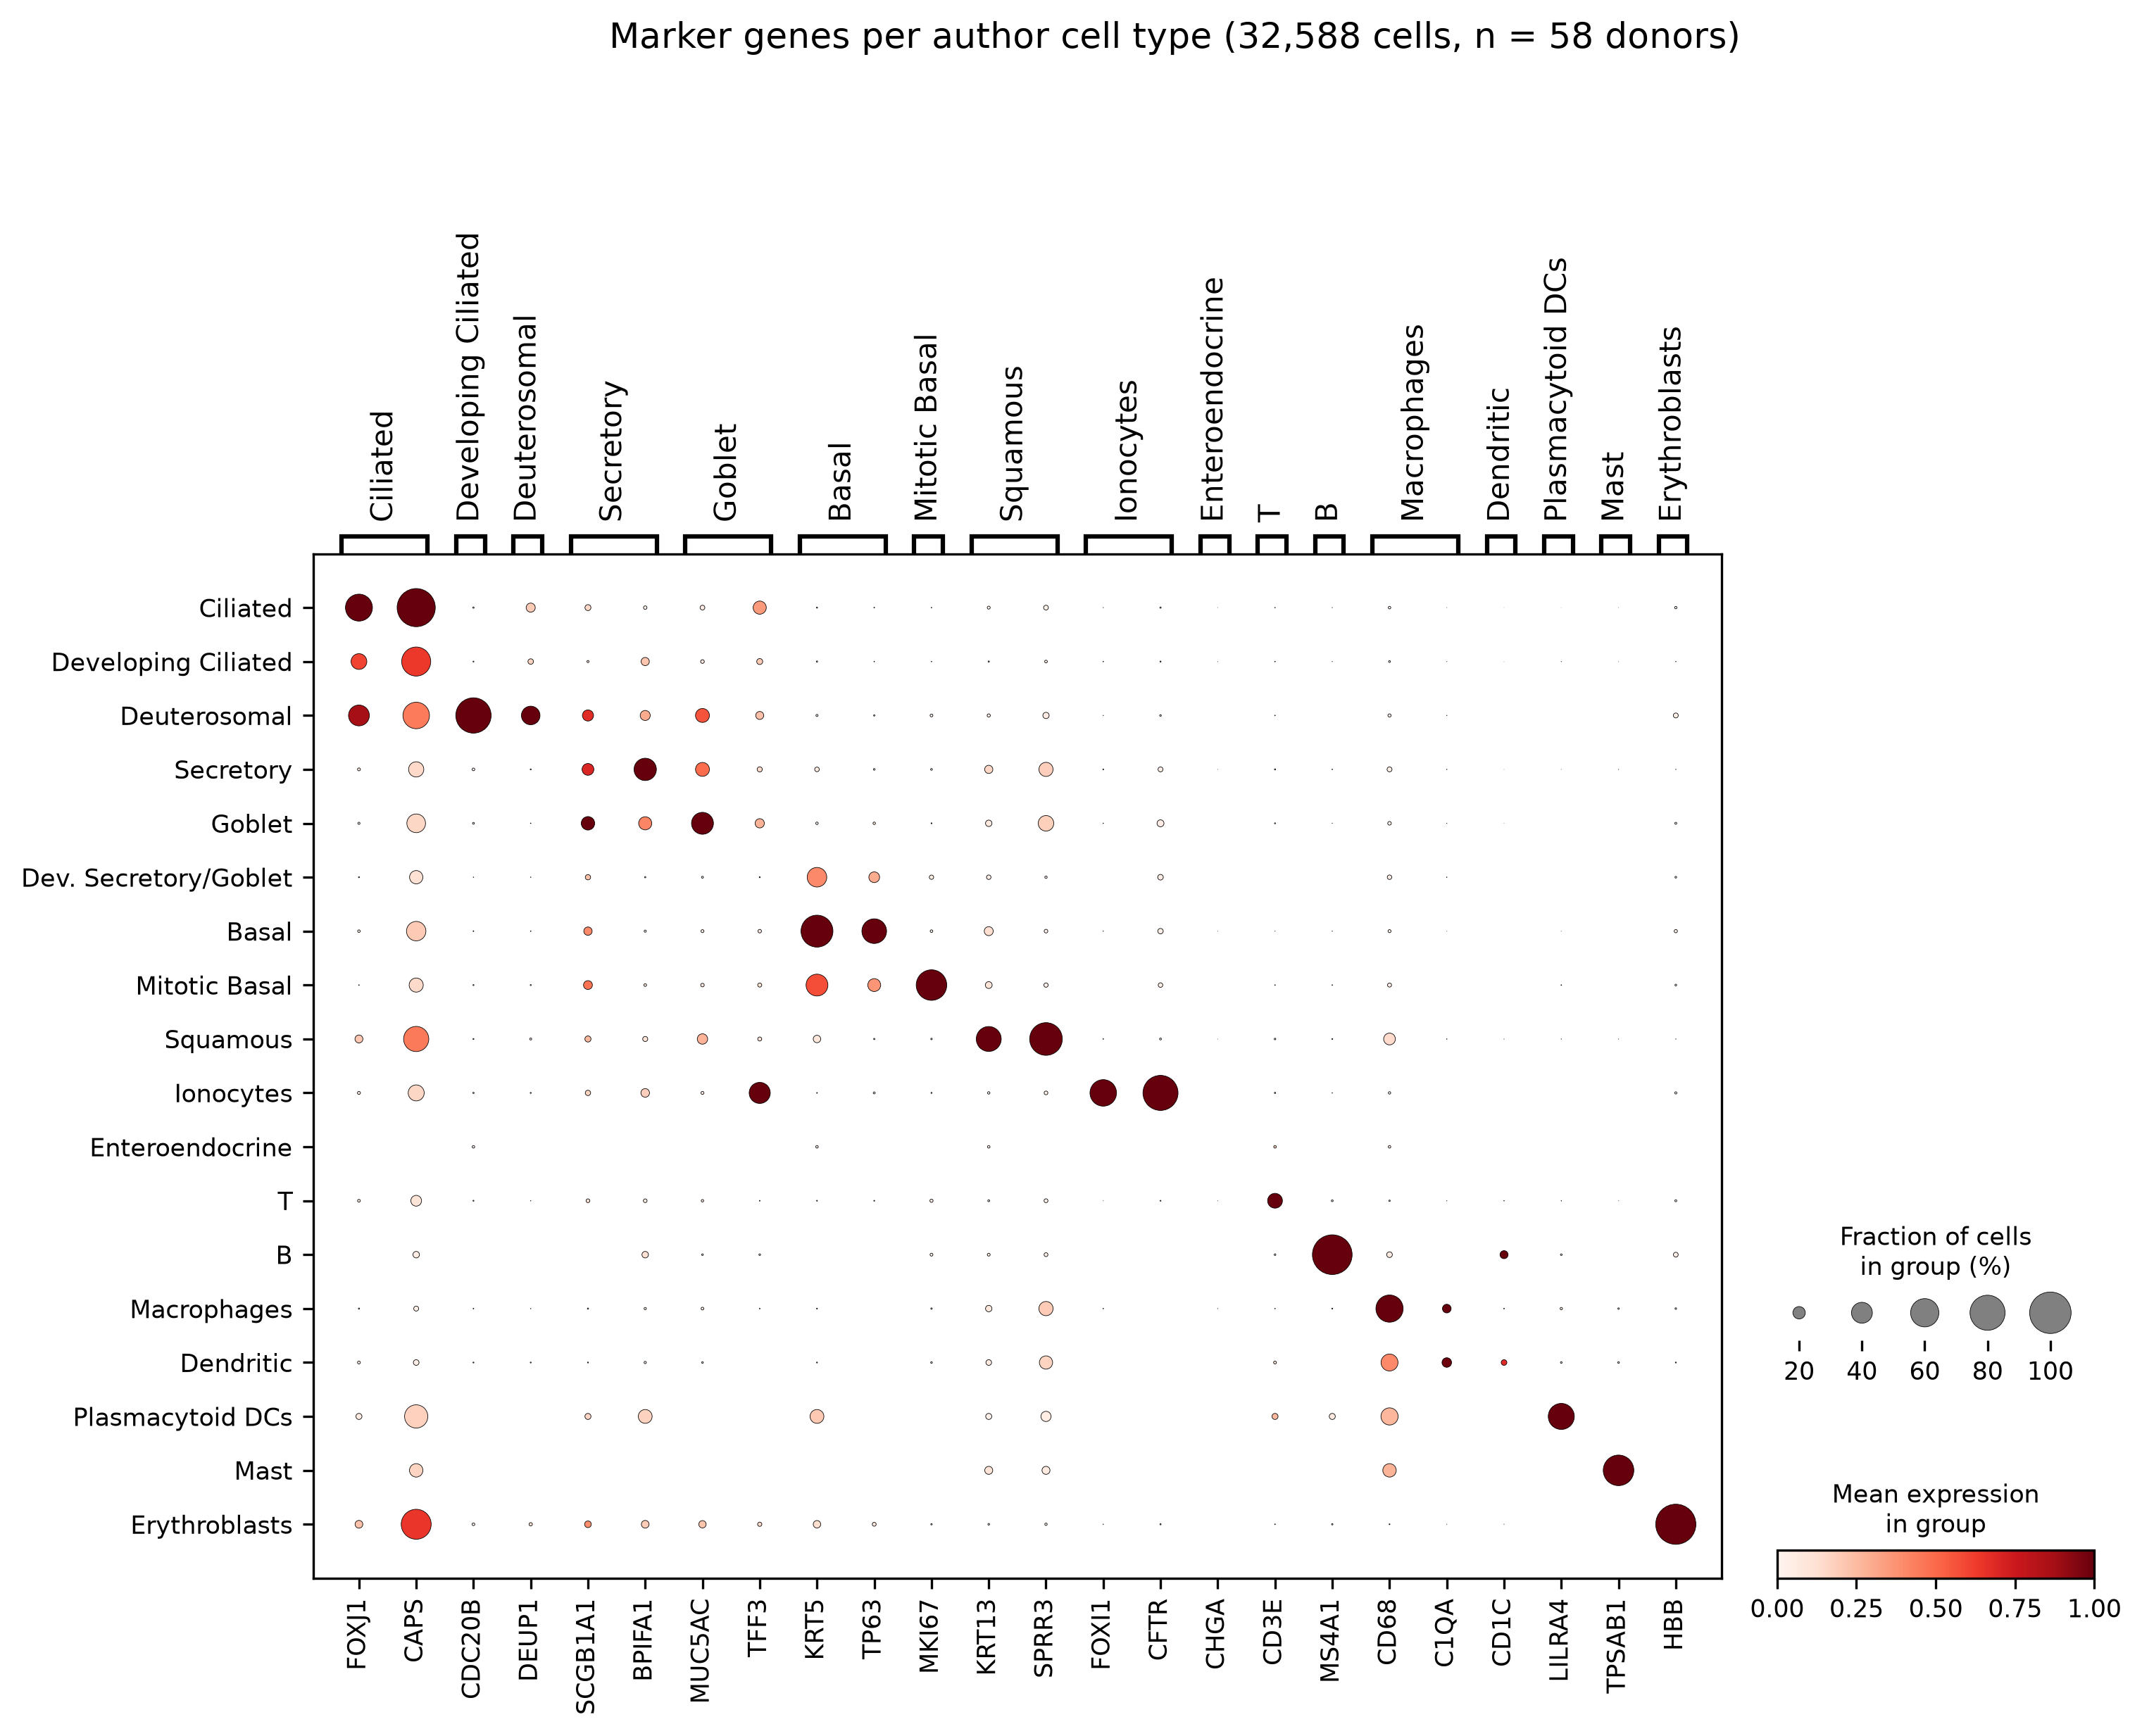 Marker genes per author cell type (32,588 cells, n = 58 donors)
Ciliated
Developing Ciliated
Deuterosomal
Secretory
Goblet
Basal
Mitotic Basal
Squamous
Ionocytes
Enteroendocrine
T
B
Macrophages
Dendritic
Plasmacytoid DCs
Mast
Erythroblasts
Ciliated
Developing Ciliated
Deuterosomal
Secretory
Goblet
Dev. Secretory/Goblet
Basal
Mitotic Basal
Squamous
Ionocytes
Enteroendocrine
T
B
Macrophages
Dendritic
Plasmacytoid DCs
Mast
Erythroblasts
FOXJ1
CAPS
CDC20B
DEUP1
SCGB1A1
BPIFA1
MUC5AC
TFF3
KRT5
TP63
MKI67
KRT13
SPRR3
FOXI1
CFTR
CHGA
CD3E
MS4A1
CD68
C1QA
CD1C
LILRA4
TPSAB1
HBB
Fraction of cells
in group (%)
20 40 60 80 100
Mean expression
in group
0.00 0.25 0.50 0.75 1.00